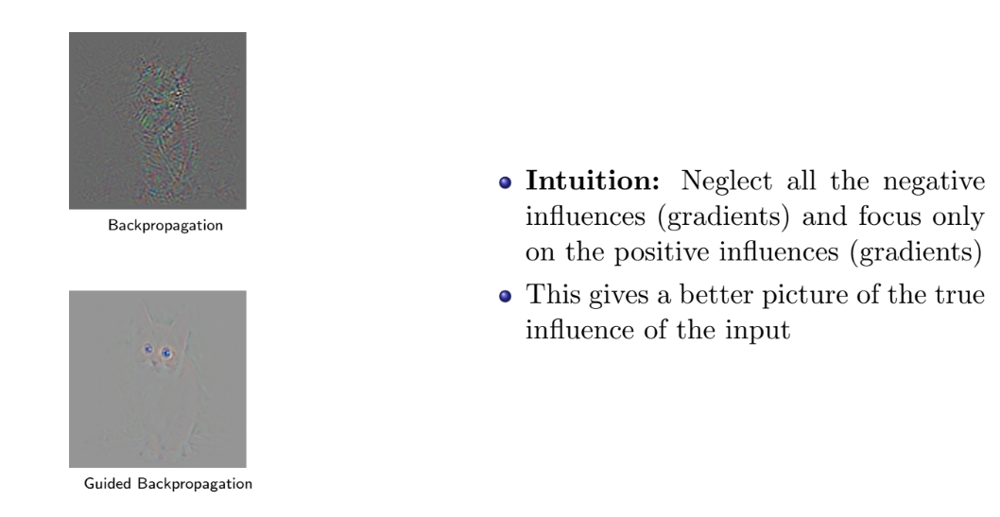 Backpropagation
Guided Backpropagation
Intuition: Neglect all the negative
influences (gradients) and focus only
on the positive influences (gradients)
This gives a better picture of the true
influence of the input